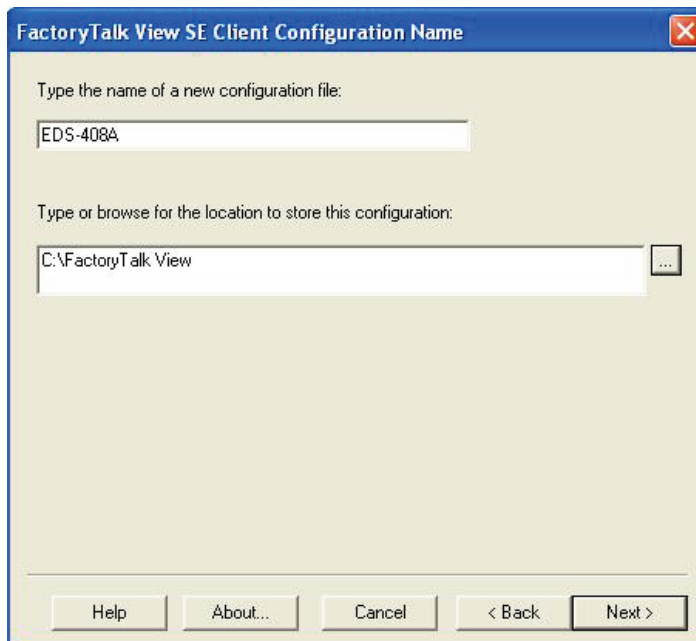 FactoryTalk View SE Client Configuration Name
Type the name of a new configuration file:
EDS-408A
Type or browse for the location to store this configuration:
C:\FactoryTalk View
...
Help
About...
Cancel
< Back
Next >